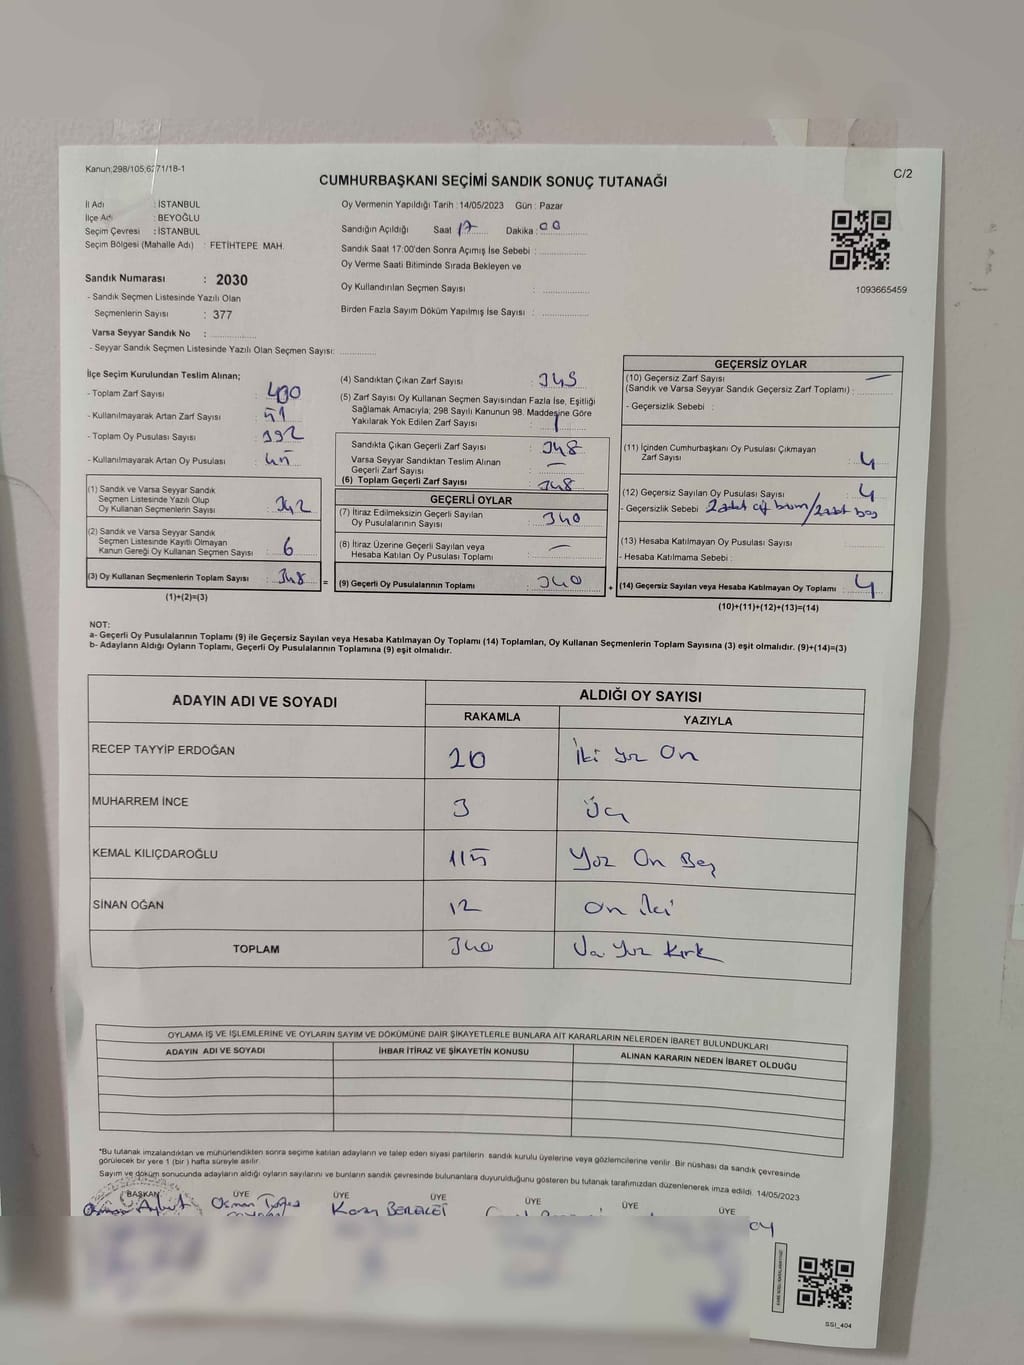 Kanun;298/105,6271/18-1
C/2
CUMHURBAŞKANI SEÇİMİ SANDIK SONUÇ TUTANAĞI
İl Adı : İSTANBUL
İlçe Adı : BEYOĞLU
Seçim Çevresi : İSTANBUL
Seçim Bölgesi (Mahalle Adı) : FETİHTEPE MAH.
Sandık Numarası : 2030
- Sandık Seçmen Listesinde Yazılı Olan
Seçmenlerin Sayısı : 377
Varsa Seyyar Sandık No :
- Seyyar Sandık Seçmen Listesinde Yazılı Olan Seçmen Sayısı:
Oy Vermenin Yapıldığı Tarih : 14/05/2023 Gün : Pazar
Sandığın Açıldığı Saat 17 Dakika : 00
Sandık Saat 17:00'den Sonra Açımış İse Sebebi :
Oy Verme Saati Bitiminde Sırada Bekleyen ve
Oy Kullandırılan Seçmen Sayısı :
Birden Fazla Sayım Döküm Yapılmış İse Sayısı :
1093665459
İlçe Seçim Kurulundan Teslim Alınan;
- Toplam Zarf Sayısı : 400
- Kullanılmayarak Artan Zarf Sayısı : 51
- Toplam Oy Pusulası Sayısı : 392
- Kullanılmayarak Artan Oy Pusulası : 45
(1) Sandık ve Varsa Seyyar Sandık
Seçmen Listesinde Yazılı Olup
Oy Kullanan Seçmenlerin Sayısı : 342
(2) Sandık ve Varsa Seyyar Sandık
Seçmen Listesinde Kayıtlı Olmayan
Kanun Gereği Oy Kullanan Seçmen Sayısı : 6
(3) Oy Kullanan Seçmenlerin Toplam Sayısı : 348 =
(1)+(2)=(3)
(4) Sandıktan Çıkan Zarf Sayısı :
(5) Zarf Sayısı Oy Kullanan Seçmen Sayısından Fazla İse, Eşitliği
Sağlamak Amacıyla; 298 Sayılı Kanunun 98. Maddesine Göre
Yakılarak Yok Edilen Zarf Sayısı : 1
Sandıkta Çıkan Geçerli Zarf Sayısı : 348
Varsa Seyyar Sandıktan Teslim Alınan
Geçerli Zarf Sayısı : —
(6) Toplam Geçerli Zarf Sayısı : 348
GEÇERLİ OYLAR
(7) İtiraz Edilmeksizin Geçerli Sayılan
Oy Pusulalarının Sayısı : 340
(8) İtiraz Üzerine Geçerli Sayılan veya
Hesaba Katılan Oy Pusulası Toplamı : —
(9) Geçerli Oy Pusulalarının Toplamı : 340 +
GEÇERSİZ OYLAR
(10) Geçersiz Zarf Sayısı —
(Sandık ve Varsa Seyyar Sandık Geçersiz Zarf Toplamı) :
- Geçersizlik Sebebi :
(11) İçinden Cumhurbaşkanı Oy Pusulası Çıkmayan
Zarf Sayısı : 4
(12) Geçersiz Sayılan Oy Pusulası Sayısı : 4
- Geçersizlik Sebebi 2 adet / 2 adet boş
(13) Hesaba Katılmayan Oy Pusulası Sayısı :
- Hesaba Katılmama Sebebi :
(14) Geçersiz Sayılan veya Hesaba Katılmayan Oy Toplamı : 4
(10)+(11)+(12)+(13)=(14)
NOT:
a- Geçerli Oy Pusulalarının Toplamı (9) ile Geçersiz Sayılan veya Hesaba Katılmayan Oy Toplamı (14) Toplamları, Oy Kullanan Seçmenlerin Toplam Sayısına (3) eşit olmalıdır. (9)+(14)=(3)
b- Adayların Aldığı Oyların Toplamı, Geçerli Oy Pusulalarının Toplamına (9) eşit olmalıdır.
ADAYIN ADI VE SOYADI
ALDIĞI OY SAYISI
RAKAMLA YAZIYLA
RECEP TAYYİP ERDOĞAN 210 İki yüz On
MUHARREM İNCE 3 Üç
KEMAL KILIÇDAROĞLU 115 Yüz On Beş
SİNAN OĞAN 12 On İki
TOPLAM 340 Üç Yüz Kırk
OYLAMA İŞ VE İŞLEMLERİNE VE OYLARIN SAYIM VE DÖKÜMÜNE DAİR ŞİKAYETLERLE BUNLARA AİT KARARLARIN NELERDEN İBARET BULUNDUKLARI
ADAYIN ADI VE SOYADI İHBAR İTİRAZ VE ŞİKAYETİN KONUSU ALINAN KARARIN NEDEN İBARET OLDUĞU
*Bu tutanak imzalandıktan ve mühürlendikten sonra seçime katılan adayların ve talep eden siyasi partilerin sandık kurulu üyelerine veya gözlemcilerine verilir. Bir nüshası da sandık çevresinde
görülecek bir yere 1 (bir) hafta süreyle asılır.
Sayım ve döküm sonucunda adayların aldığı oyların sayılarını ve bunların sandık çevresinde bulunanlara duyurulduğunu gösteren bu tutanak tarafımızdan düzenlenerek imza edildi. 14/05/2023
BAŞKAN ÜYE ÜYE ÜYE ÜYE ÜYE ÜYE
Osman Osman BEREKET
SSI_404